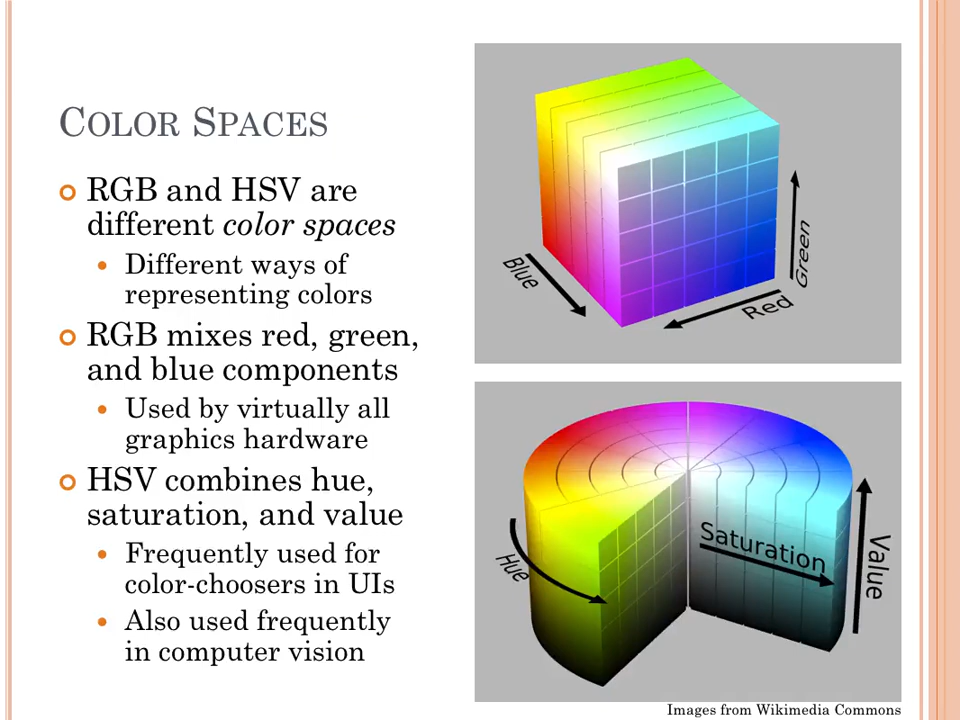 COLOR SPACES
RGB and HSV are
different color spaces
Different ways of
representing colors
RGB mixes red, green,
and blue components
Used by virtually all
graphics hardware
HSV combines hue,
saturation, and value
Frequently used for
color-choosers in UIs
Also used frequently
in computer vision
Blue
Red
Green
Hue
Saturation
Value
Images from Wikimedia Commons